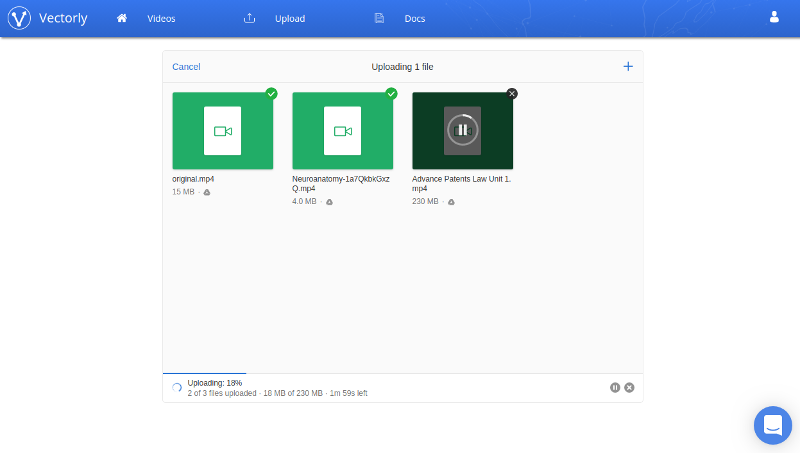 Vectorly
VIdeos
Upload
Docs
Cancel
Uploading 1 file
original.mp4
15 MB ·
Neuroanatomy-1a7QkbkGxz
Q.mp4
4.0 MB ·
Advance Patents Law Unit 1.
mp4
230 MB ·
Uploading: 18%
2 of 3 files uploaded · 18 MB of 230 MB · 1m 59s left